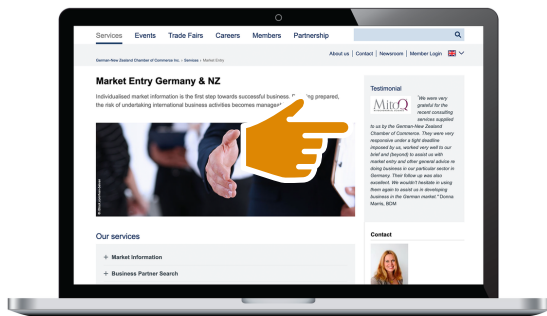 Services Events Trade Fairs Careers Members Partnership
About us | Contact | Newsroom | Member Login
German-New Zealand Chamber of Commerce Inc. › Services › Market Entry
Market Entry Germany & NZ
Individualised market information is the first step towards successful business. prepared,
the risk of undertaking international business activities becomes
Our services
+ Market Information
+ Business Partner Search
Testimonial
MitoQ
"We were very
grateful for the
recent consulting
services supplied
to us by the German-New Zealand
Chamber of Commerce. They were very
responsive under a tight deadline
imposed by us, worked very well to our
brief and (beyond) to assist us with
market entry and other general advice re
doing business in our particular sector in
Germany. Their follow up was also
excellent. We wouldn't hesitate in using
them again to assist us in developing
business in the German market." Donna
Marris, BDM
Contact